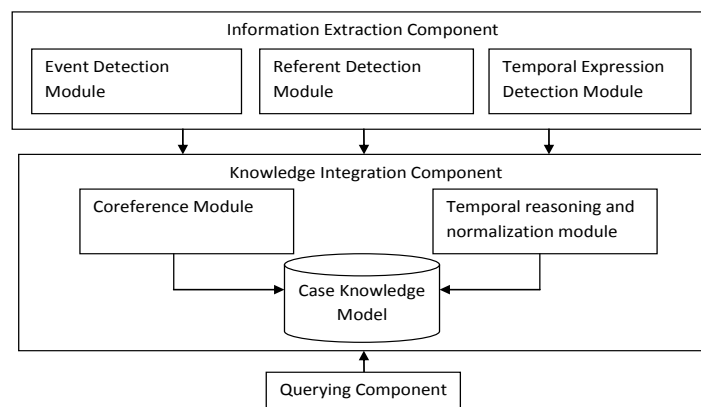 Information Extraction Component
Event Detection
Module
Referent Detection
Module
Temporal Expression
Detection Module
Knowledge Integration Component
Coreference Module
Temporal reasoning and
normalization module
Case Knowledge
Model
Querying Component